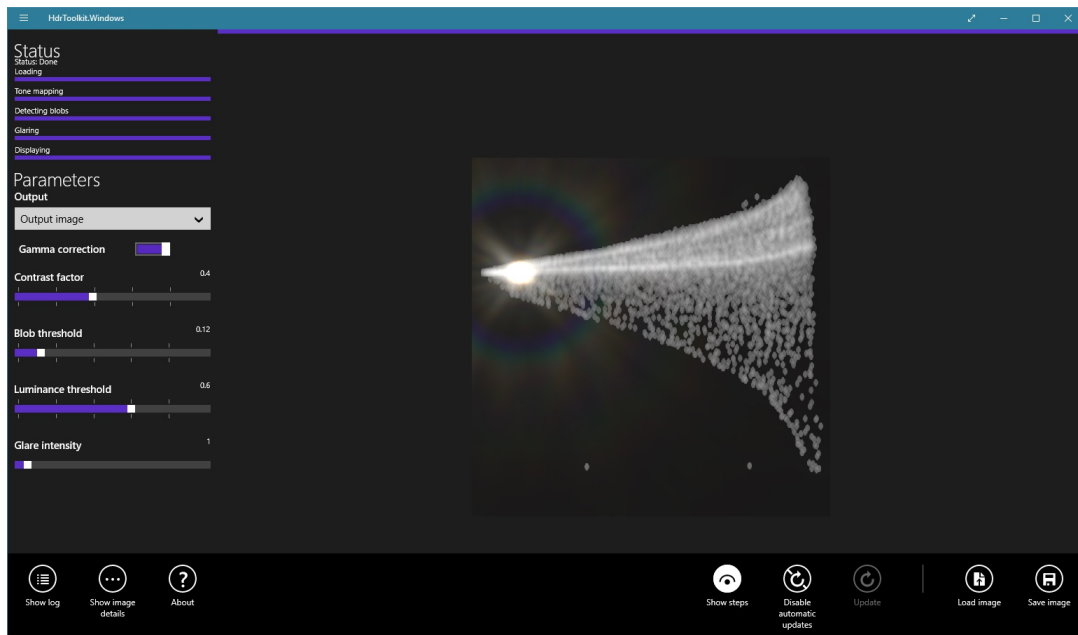 HdrToolkit.Windows
Status
Status: Done
Loading
Tone mapping
Detecting blobs
Glaring
Displaying
Parameters
Output
Output image
Gamma correction
Contrast factor 0.4
Blob threshold 0.12
Luminance threshold 0.6
Glare intensity 1
Show log
Show image
details
About
Show steps
Disable
automatic
updates
Update
Load image
Save image